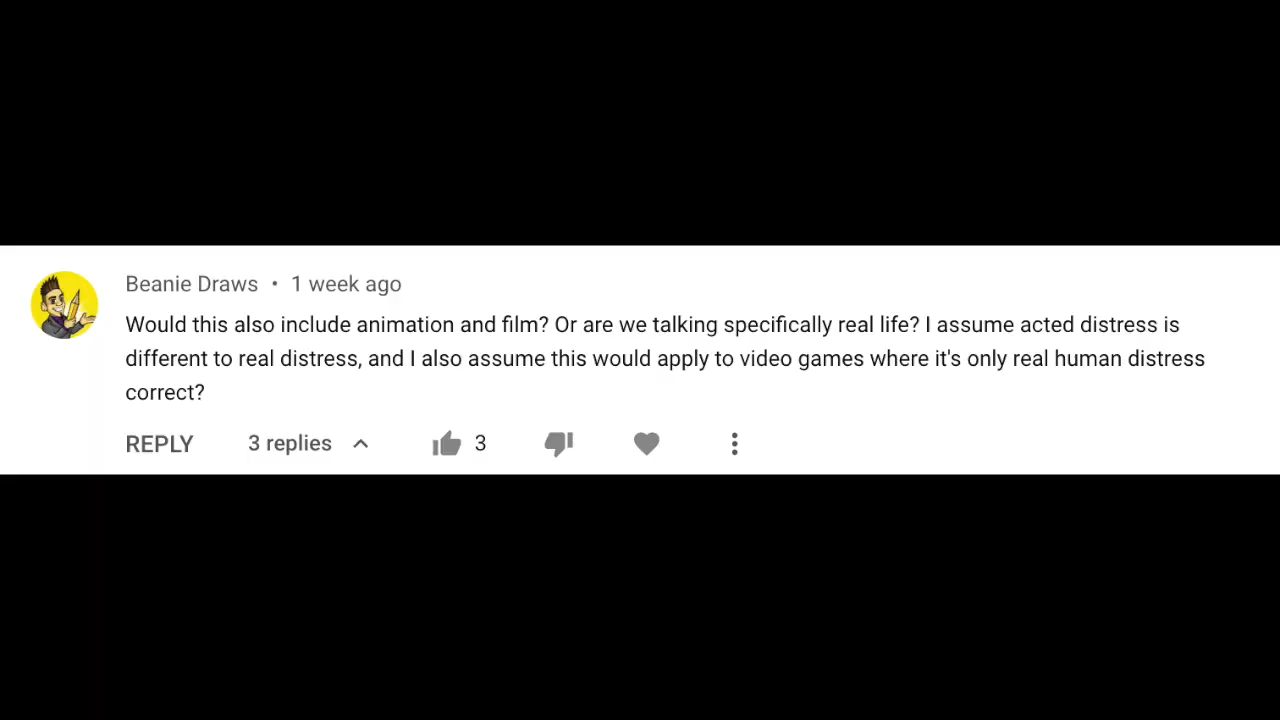 Beanie Draws • 1 week ago
Would this also include animation and film? Or are we talking specifically real life? I assume acted distress is
different to real distress, and I also assume this would apply to video games where it's only real human distress
correct?
REPLY 3 replies 3